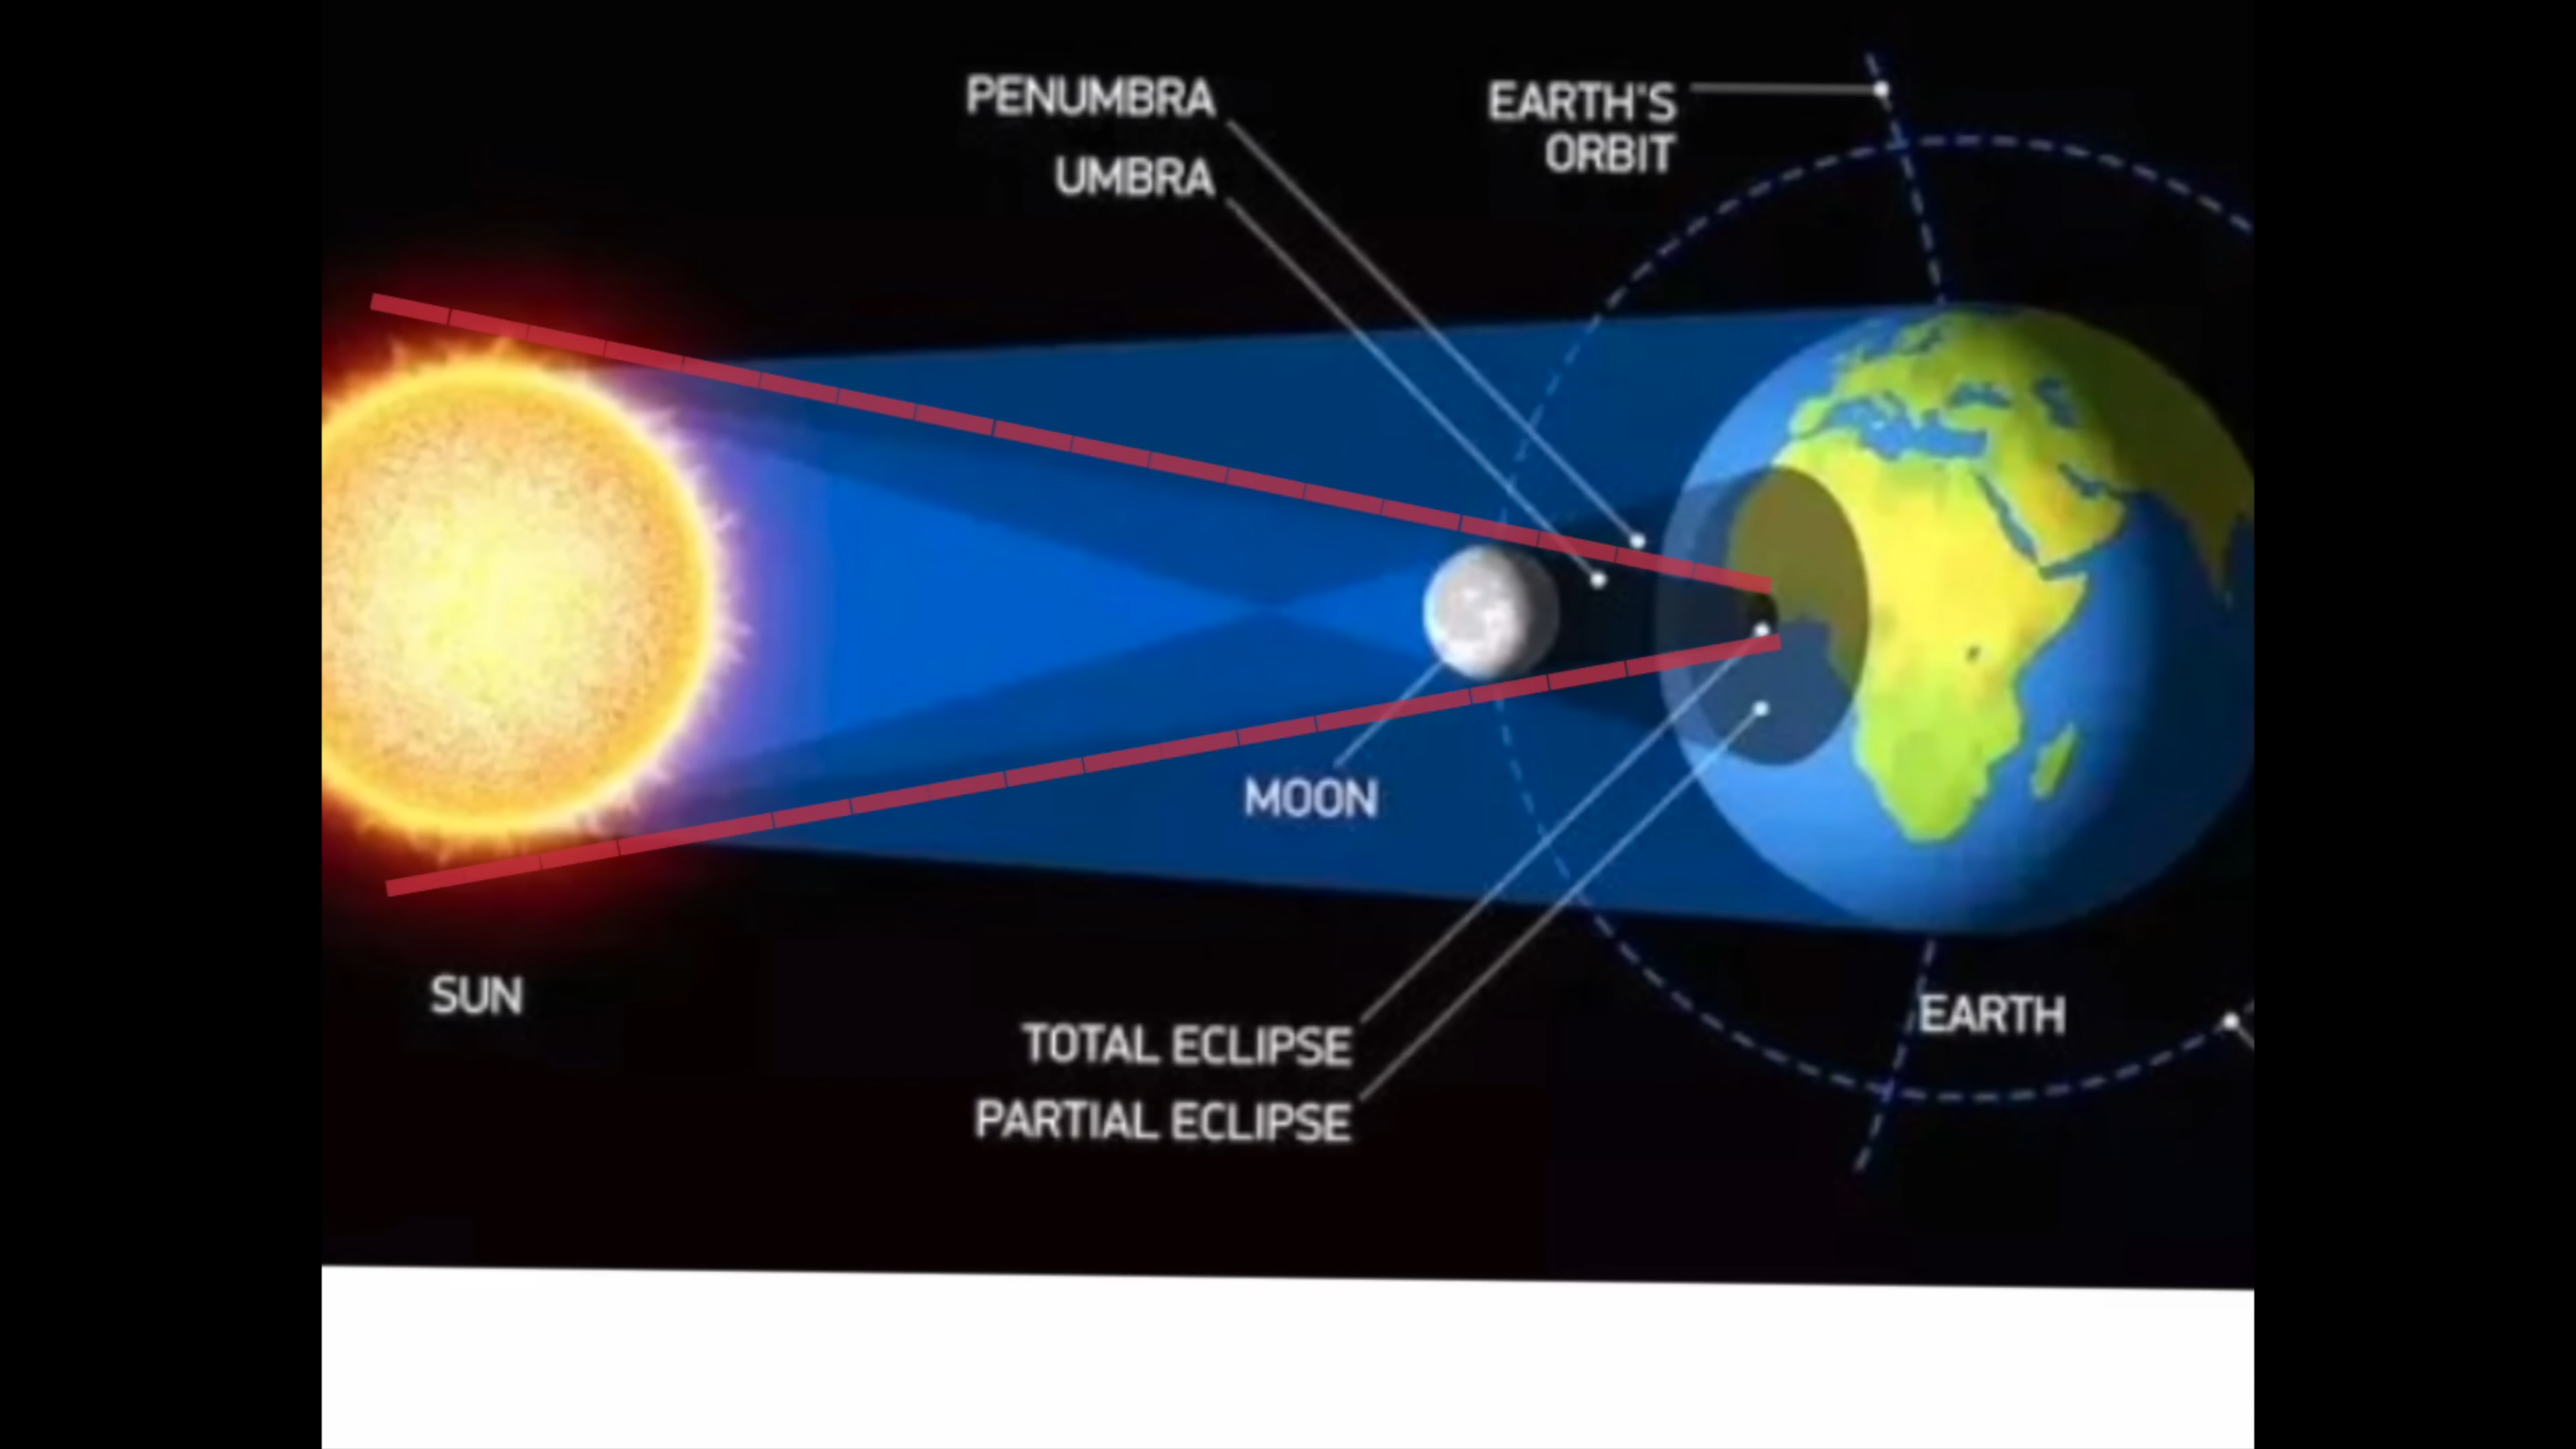 PENUMBRA
UMBRA
EARTH'S
ORBIT
MOON
SUN
EARTH
TOTAL ECLIPSE
PARTIAL ECLIPSE